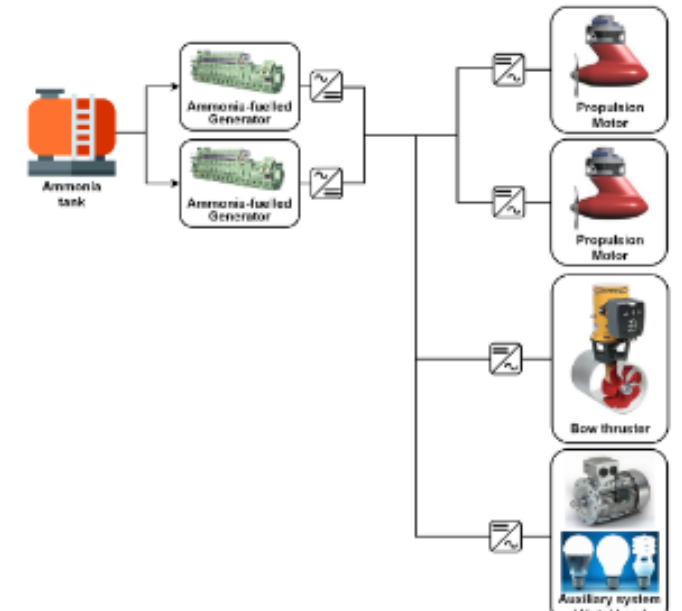 Ammonia
tank
Ammonia-fuelled
Generator
Ammonia-fuelled
Generator
Propulsion
Motor
Propulsion
Motor
Bow thruster
Auxiliary system